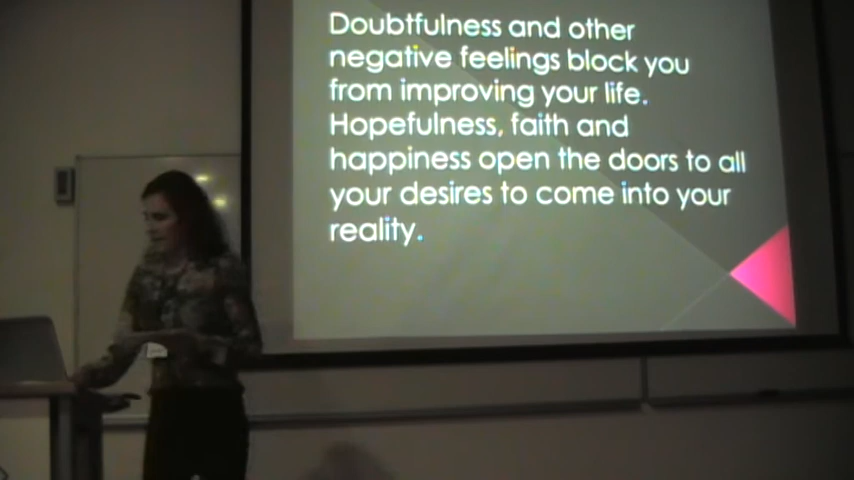 Doubtfulness and other
negative feelings block you
from improving your life.
Hopefulness, faith and
happiness open the doors to all
your desires to come into your
reality.